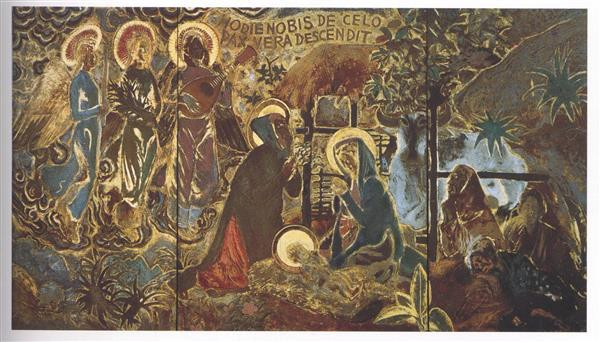 HODIE NOBIS DE CELO
PAX VERA DESCENDIT